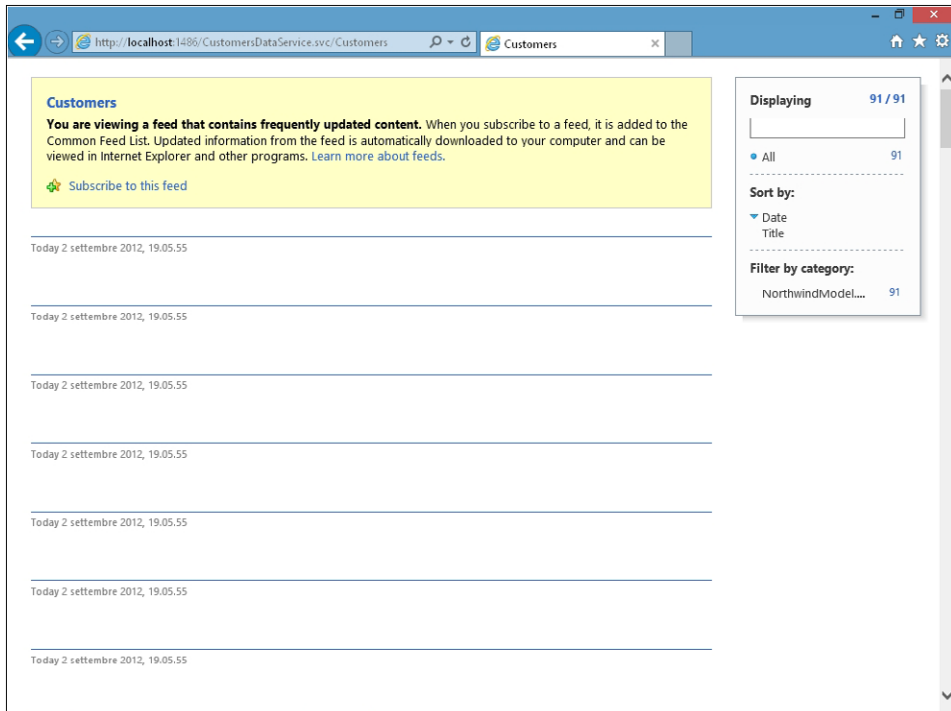 http://localhost:1486/CustomersDataService.svc/Customers
Customers
Customers
You are viewing a feed that contains frequently updated content. When you subscribe to a feed, it is added to the
Common Feed List. Updated information from the feed is automatically downloaded to your computer and can be
viewed in Internet Explorer and other programs. Learn more about feeds.
Subscribe to this feed
Today 2 settembre 2012, 19.05.55
Today 2 settembre 2012, 19.05.55
Today 2 settembre 2012, 19.05.55
Today 2 settembre 2012, 19.05.55
Today 2 settembre 2012, 19.05.55
Today 2 settembre 2012, 19.05.55
Today 2 settembre 2012, 19.05.55
Displaying 91 / 91
All 91
Sort by:
Date
Title
Filter by category:
NorthwindModel.... 91